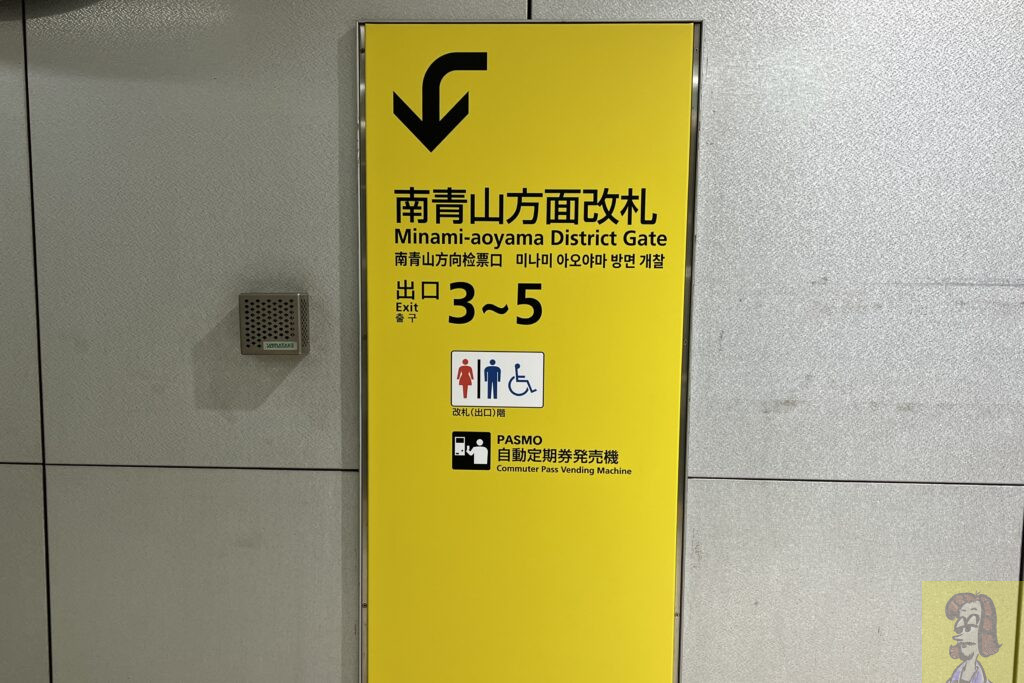 南青山方面改札
Minami-aoyama District Gate
南青山方向检票口 미나미 아오야마 방면 개찰
出口
Exit
출구
3~5
改札(出口)階
PASMO
自動定期券発売機
Commuter Pass Vending Machine